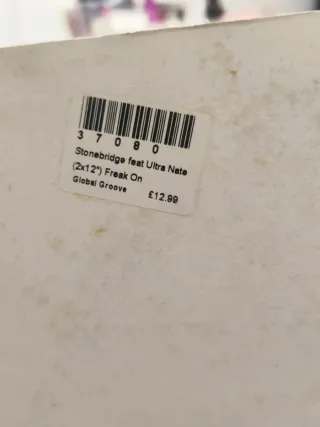 37080
Stonebridge feat Ultra Nate
(2x12") Freak On
Global Groove £12.99